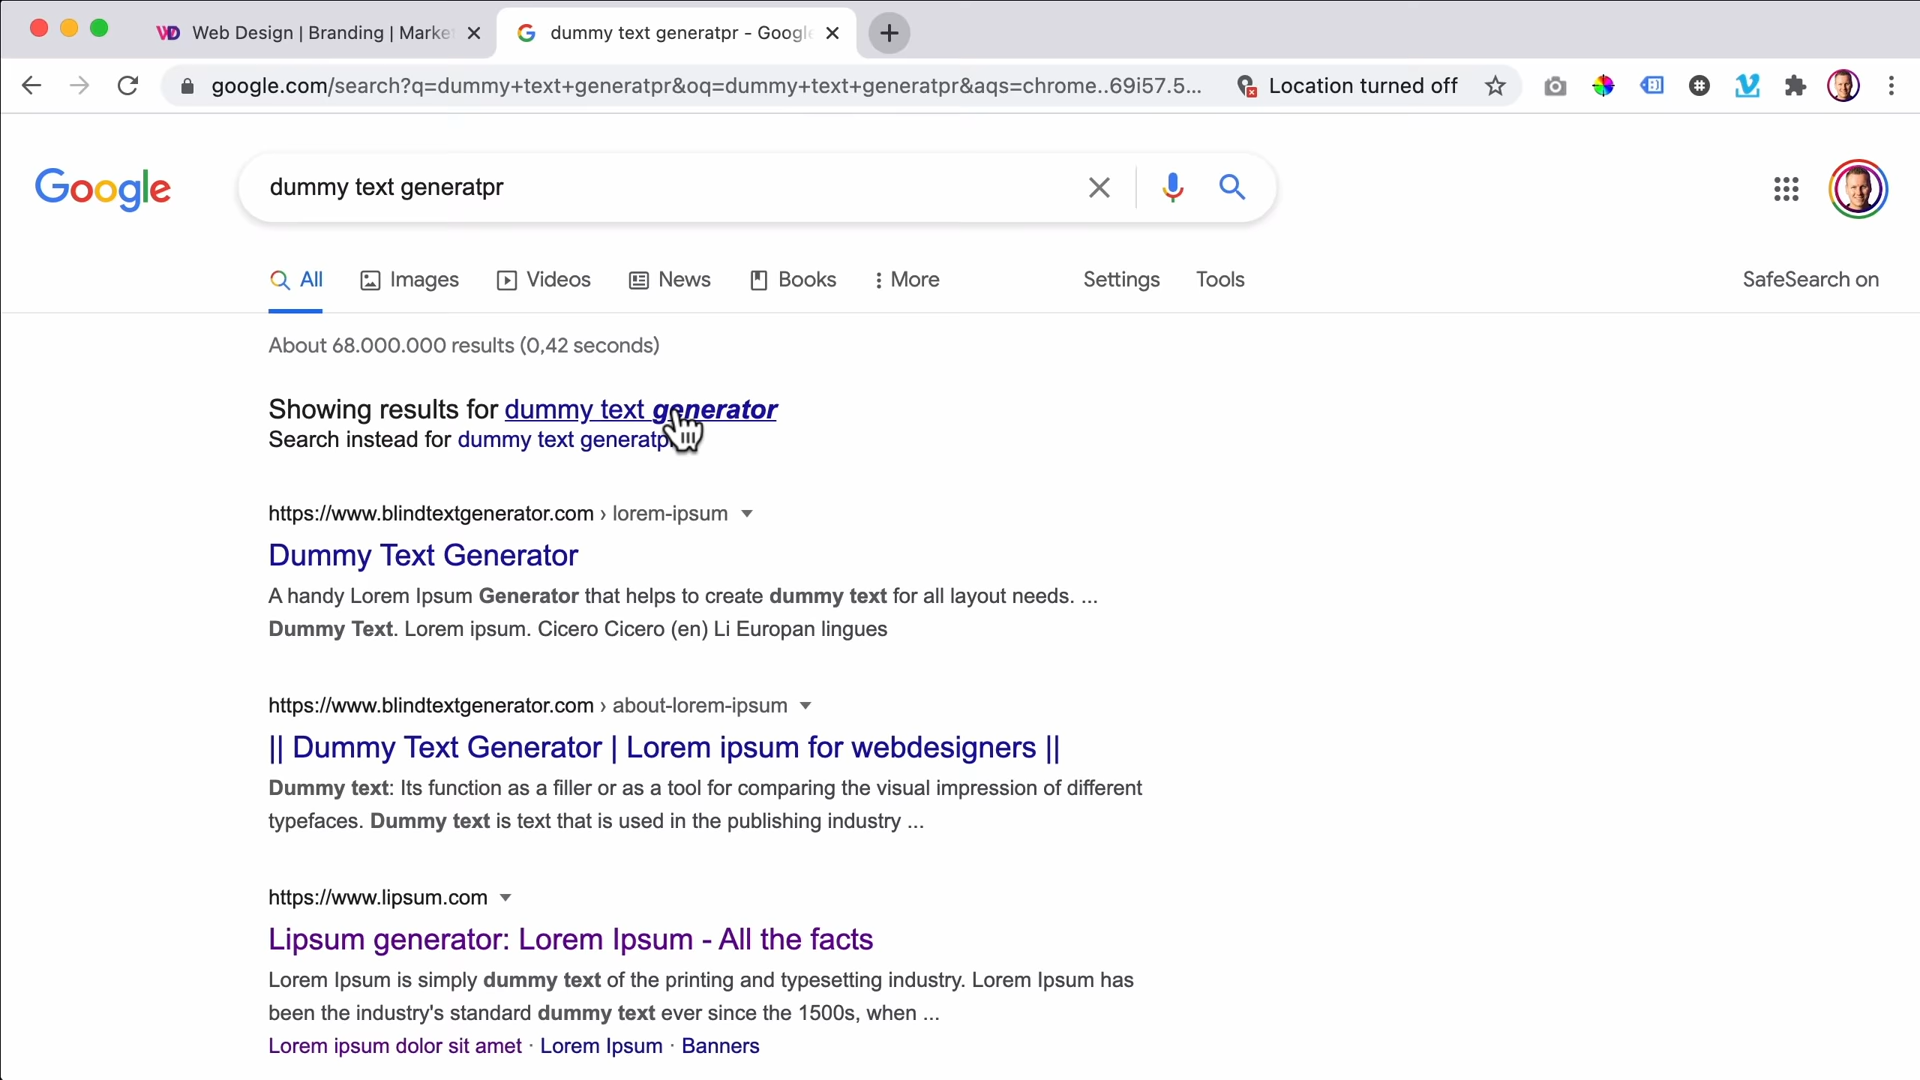 Web Design | Branding | Marke
dummy text generatpr - Google
google.com/search?q=dummy+text+generatpr&oq=dummy+text+generatpr&aqs=chrome..69i57.5...
Location turned off
Google
dummy text generatpr
All
Images
Videos
News
Books
More
Settings
Tools
SafeSearch on
About 68.000.000 results (0,42 seconds)
Showing results for dummy text generator
Search instead for dummy text generatpr
https://www.blindtextgenerator.com › lorem-ipsum
Dummy Text Generator
A handy Lorem Ipsum Generator that helps to create dummy text for all layout needs. ...
Dummy Text. Lorem ipsum. Cicero Cicero (en) Li Europan lingues
https://www.blindtextgenerator.com › about-lorem-ipsum
|| Dummy Text Generator | Lorem ipsum for webdesigners ||
Dummy text: Its function as a filler or as a tool for comparing the visual impression of different
typefaces. Dummy text is text that is used in the publishing industry ...
https://www.lipsum.com
Lipsum generator: Lorem Ipsum - All the facts
Lorem Ipsum is simply dummy text of the printing and typesetting industry. Lorem Ipsum has
been the industry's standard dummy text ever since the 1500s, when ...
Lorem ipsum dolor sit amet · Lorem Ipsum · Banners